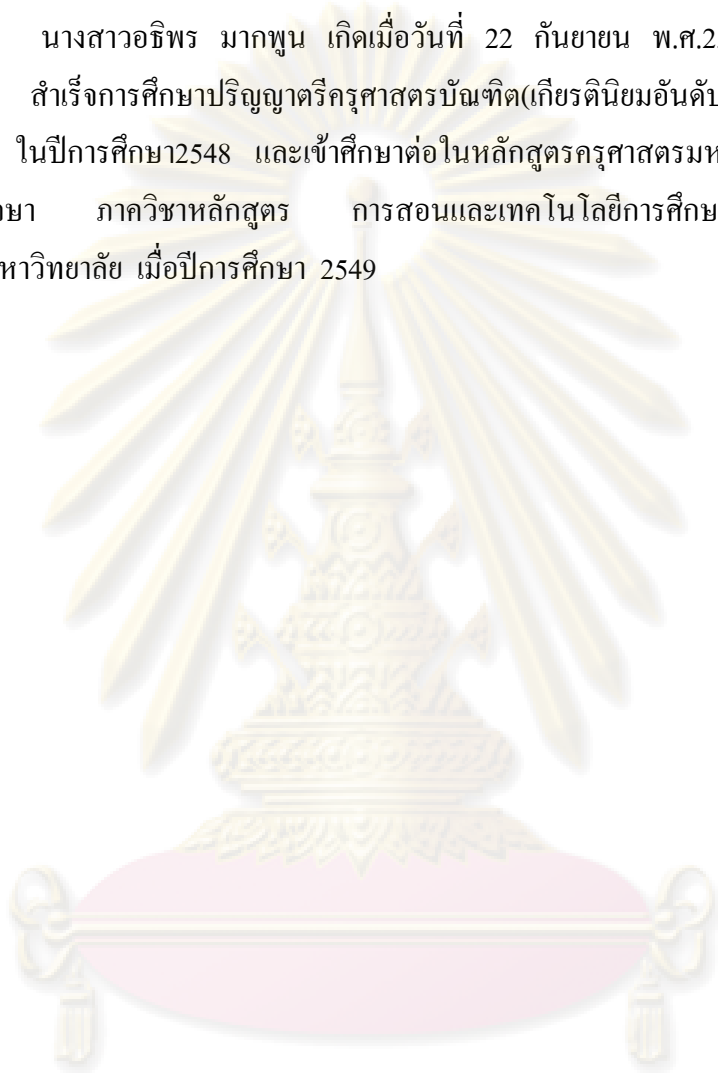 นางสาวอธิพร มากพูน เกิดเมื่อวันที่ 22 กันยายน พ.ศ.2
สำเร็จการศึกษาปริญญาตรีครุศาสตรบัณฑิต(เกียรตินิยมอันดับ
ในปีการศึกษา2548 และเข้าศึกษาต่อในหลักสูตรครุศาสตรมห
ษา ภาควิชาหลักสูตร การสอนและเทคโนโลยีการศึกษ
หาวิทยาลัย เมื่อปีการศึกษา 2549